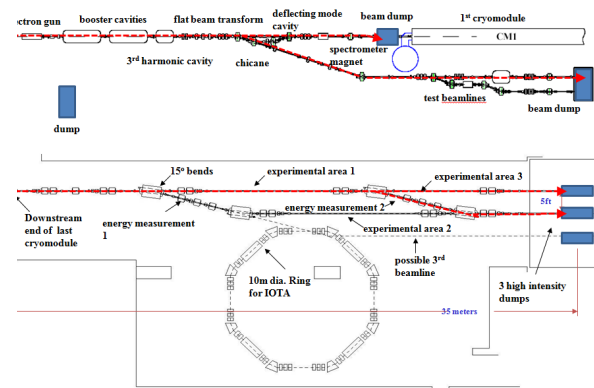 ectron gun
booster cavities
flat beam transform
deflecting mode
cavity
beam dump
1st cryomodule
CM1
3rd harmonic cavity
chicane
spectrometer
magnet
test beamlines
beam dump
dump
15o bends
experimental area 1
experimental area 3
Downstream
end of last
cryomodule
energy measurement
1
energy measurement 2
experimental area 2
5ft
10m dia. Ring
for IOTA
possible 3rd
beamline
3 high intensity
dumps
35 meters